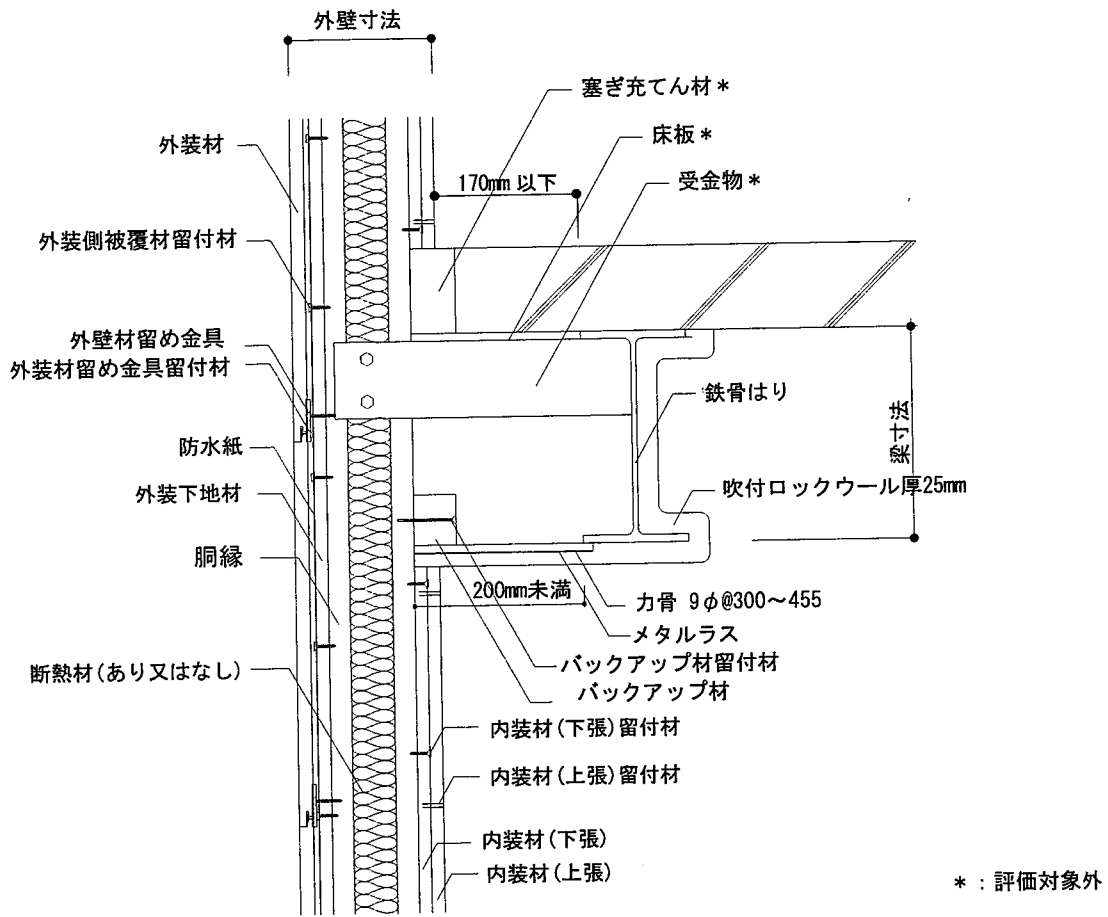 外壁寸法
塞ぎ充てん材*
床板*
外装材
170mm 以下
受金物*
外装側被覆材留付材
外壁材留め金具
外装材留め金具留付材
鉄骨はり
梁寸法
防水紙
吹付ロックウール厚25mm
外装下地材
胴縁
200mm未満
力骨 9φ@300~455
メタルラス
断熱材(あり又はなし)
バックアップ材留付材
バックアップ材
内装材(下張)留付材
内装材(上張)留付材
内装材(下張)
内装材(上張)
* : 評価対象外